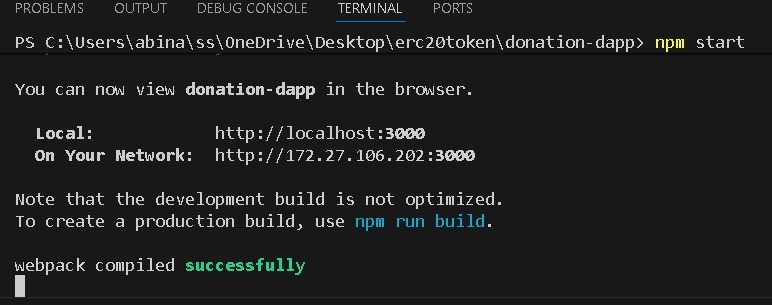 PROBLEMS OUTPUT DEBUG CONSOLE TERMINAL PORTS
PS C:\Users\abina\ss\OneDrive\Desktop\erc20token\donation-dapp> npm start
You can now view donation-dapp in the browser.
Local: http://localhost:3000
On Your Network: http://172.27.106.202:3000
Note that the development build is not optimized.
To create a production build, use npm run build.
webpack compiled successfully